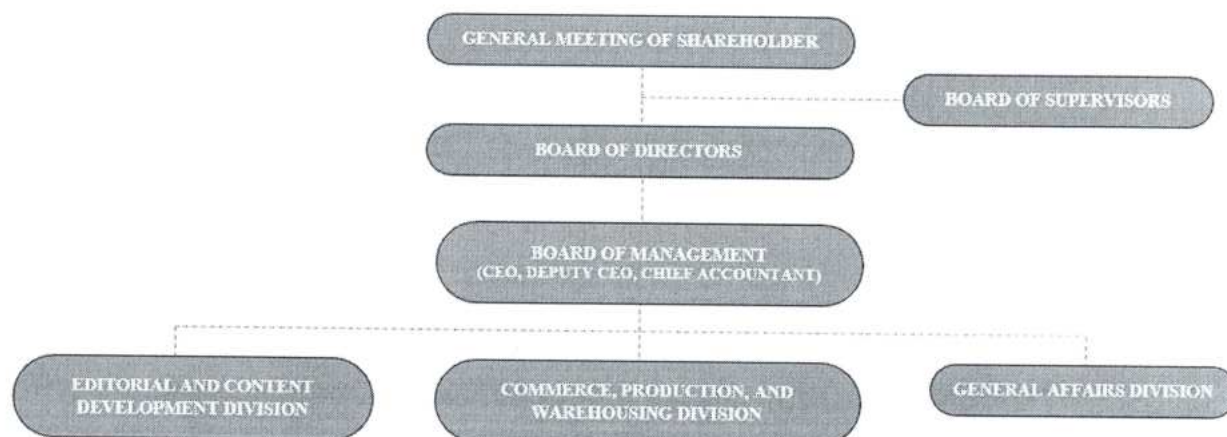 GENERAL MEETING OF SHAREHOLDER
BOARD OF SUPERVISORS
BOARD OF DIRECTORS
BOARD OF MANAGEMENT
(CEO, DEPUTY CEO, CHIEF ACCOUNTANT)
EDITORIAL AND CONTENT
DEVELOPMENT DIVISION
COMMERCE, PRODUCTION, AND
WAREHOUSING DIVISION
GENERAL AFFAIRS DIVISION